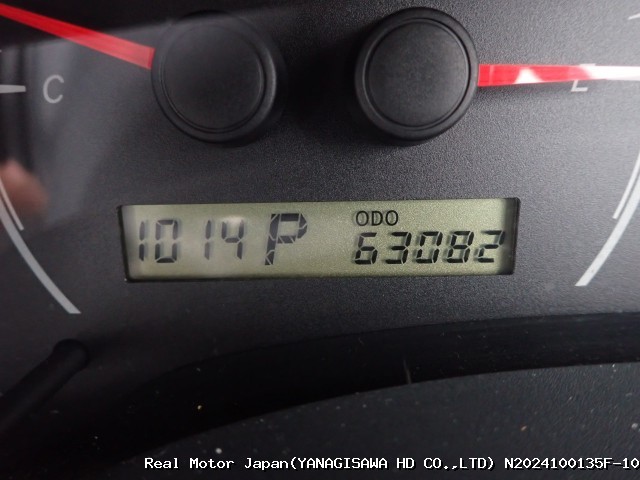 C
E
1014 P ODO 63082
Real Motor Japan(YANAGISAWA HD CO.,LTD) N2024100135F-10